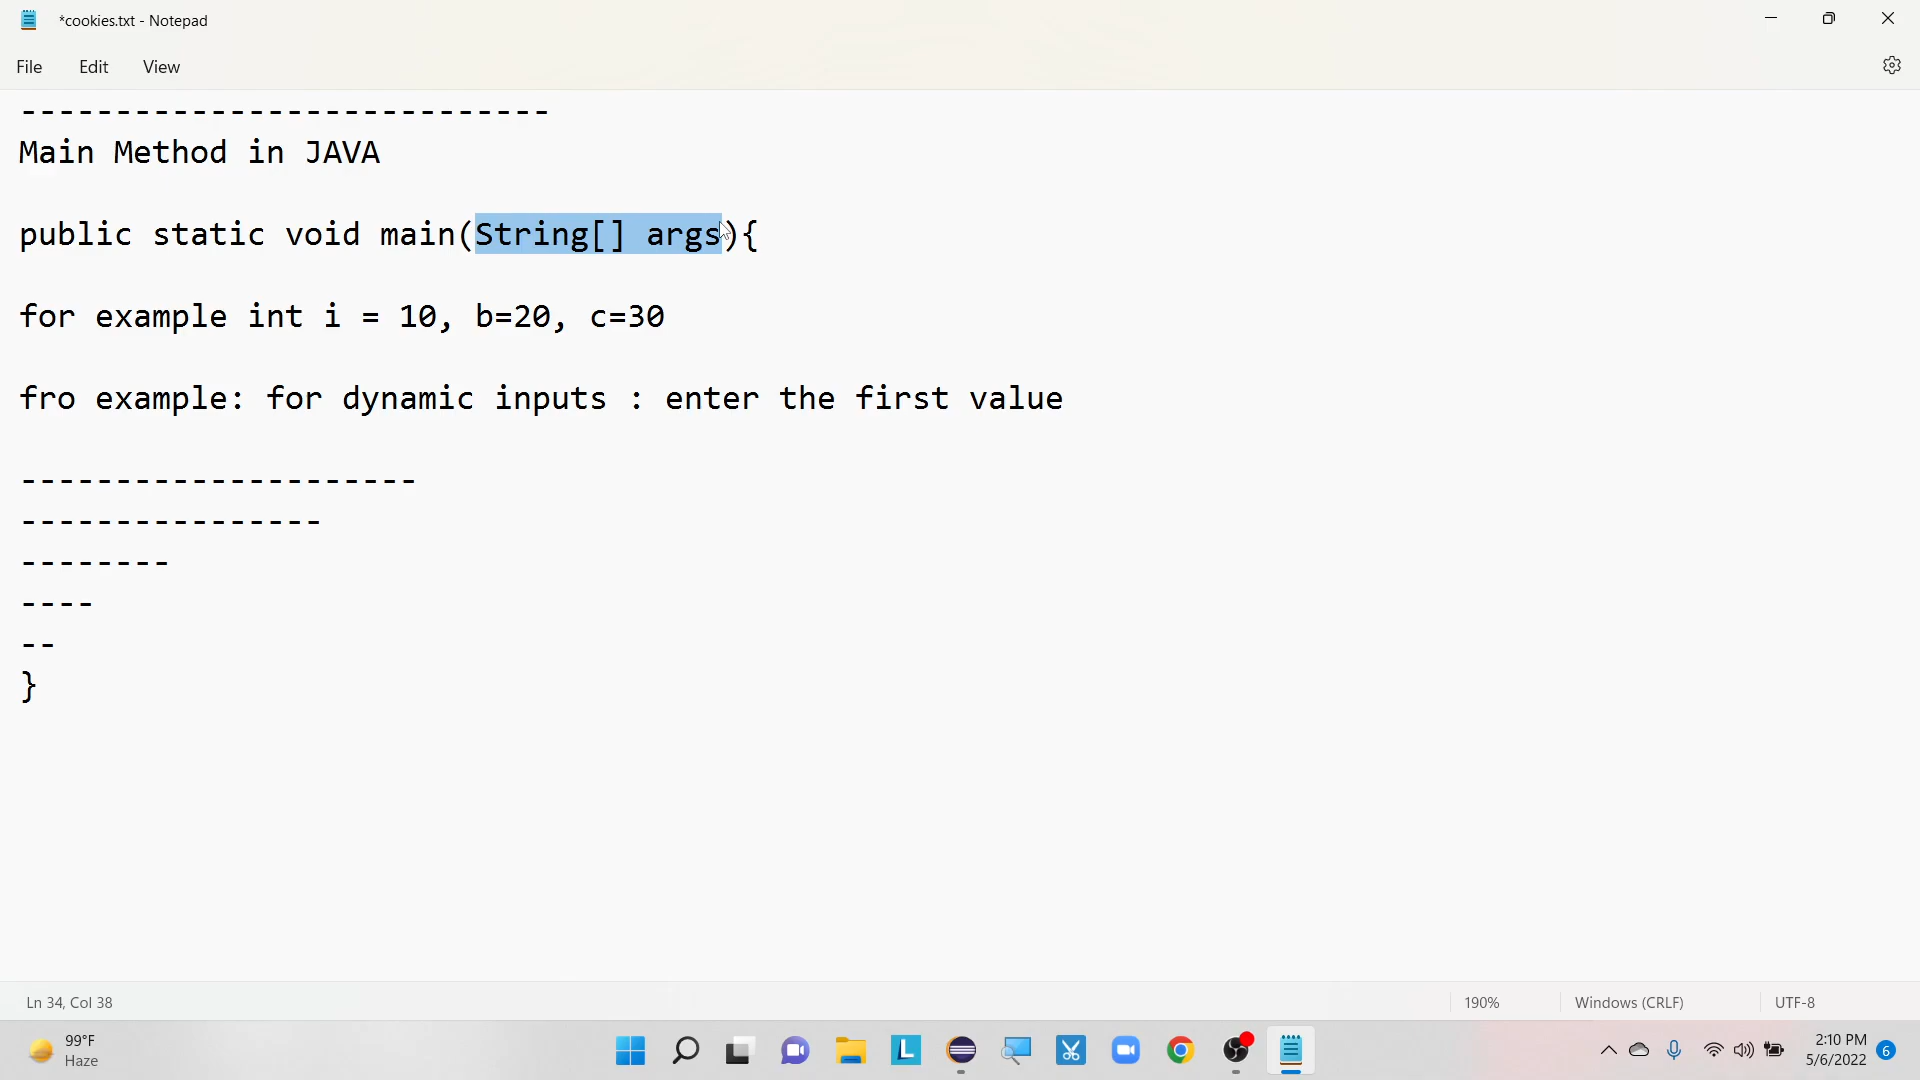 *cookies.txt - Notepad
File Edit View
----------------------------
Main Method in JAVA
public static void main(String[] args){
for example int i = 10, b=20, c=30
fro example: for dynamic inputs : enter the first value
---------------------
----------------
--------
----
--
}
Ln 34, Col 38 190% Windows (CRLF) UTF-8
99°F
Haze
L
2:10 PM
5/6/2022
6